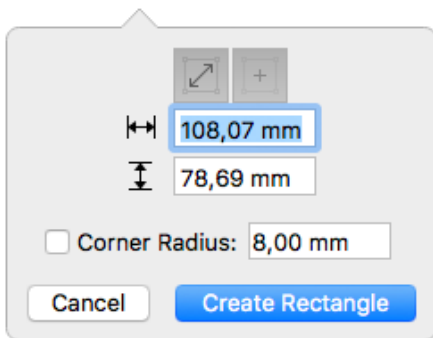 108,07 mm
78,69 mm
Corner Radius: 8,00 mm
Cancel Create Rectangle